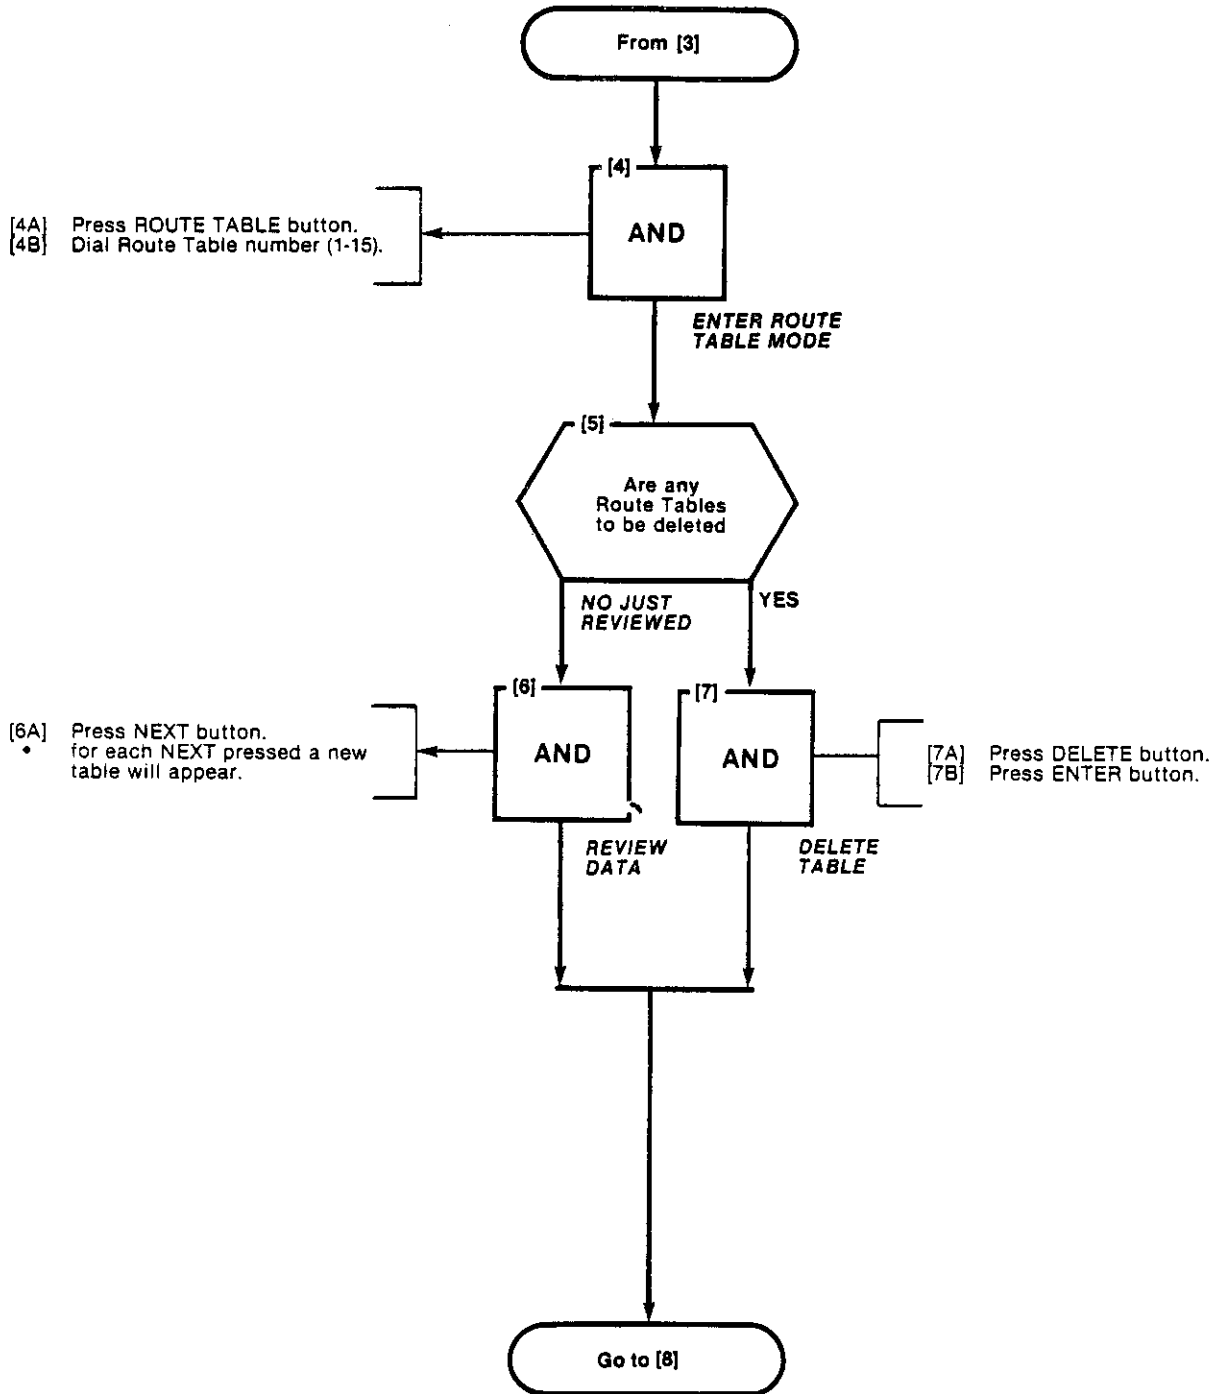 From [3]
[4]
AND
[4A] Press ROUTE TABLE button.
[4B] Dial Route Table number (1-15).
ENTER ROUTE
TABLE MODE
[5]
Are any
Route Tables
to be deleted
NO JUST
REVIEWED
YES
[6]
AND
[6A] Press NEXT button.
• for each NEXT pressed a new
table will appear.
REVIEW
DATA
[7]
AND
[7A] Press DELETE button.
[7B] Press ENTER button.
DELETE
TABLE
Go to [8]